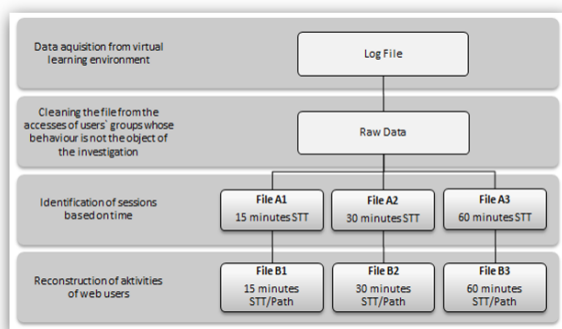 Data aquisition from virtual
learning environment
Log File
Cleaning the file from the
accesses of users` groups whose
behaviour is not the object of
the investigation
Raw Data
Identification of sessions
based on time
File A1
15 minutes STT
File A2
30 minutes STT
File A3
60 minutes STT
Reconstruction of aktivities
of web users
File B1
15 minutes
STT/Path
File B2
30 minutes
STT/Path
File B3
60 minutes
STT/Path